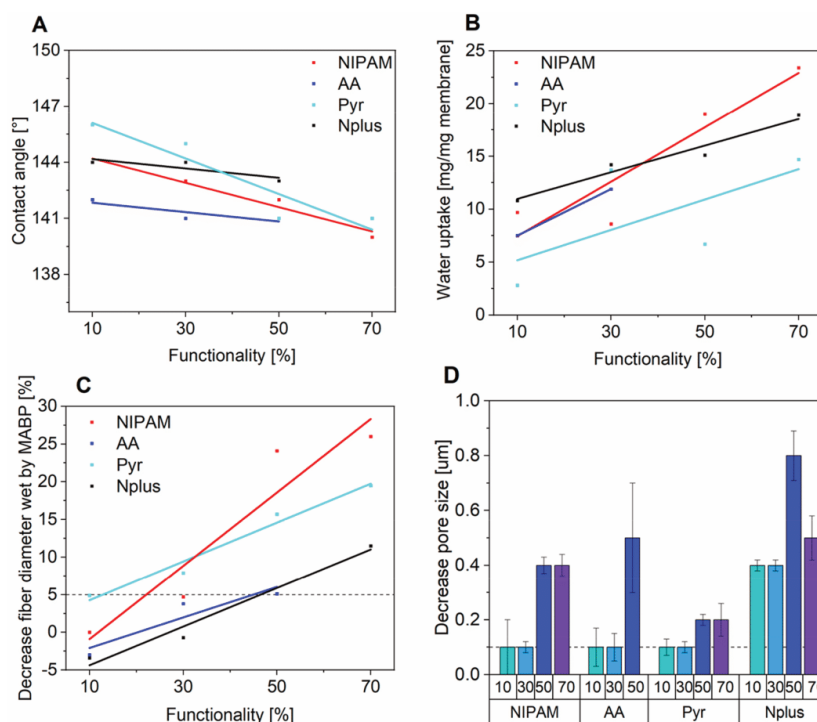 A
150
147
144
141
138
10
30
50
70
NIPAM
AA
Pyr
Nplus
Contact angle [°]
Functionality [%]
B
25
20
15
10
5
0
10
30
50
70
NIPAM
AA
Pyr
Nplus
Water uptake [mg/mg membrane]
Functionality [%]
C
30
25
20
15
10
5
0
-5
10
30
50
70
NIPAM
AA
Pyr
Nplus
Decrease fiber diameter wet by MABP [%]
Functionality [%]
D
1.0
0.8
0.6
0.4
0.2
0.0
Decrease pore size [um]
10 30 50 70 10 30 50 10 30 50 70 10 30 50 70
NIPAM AA Pyr Nplus